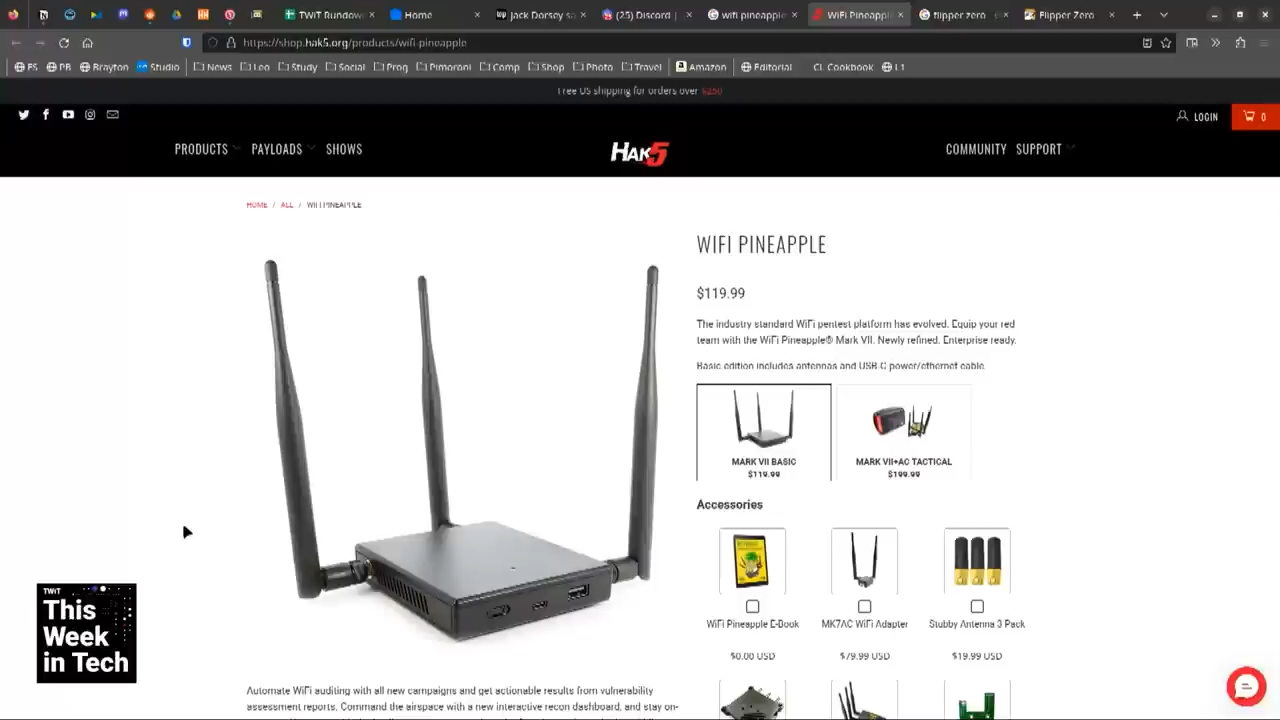 TWiT Rundow
Home
Jack Dorsey sa
Discord |
wifi pineapple
WiFi Pineappl
flipper zero
Flipper Zero
https://shop.hak5.org/products/wifi-pineapple
BS PB Brayton Studio News Leo Study Social Prog Pimoroni Comp Shop Photo Travel Amazon Editorial CL Cookbook L1
Free US shipping for orders over $250
LOGIN 0
PRODUCTS PAYLOADS SHOWS HAK5 COMMUNITY SUPPORT
HOME / ALL / WIFI PINEAPPLE
WIFI PINEAPPLE
$119.99
The industry standard WiFi pentest platform has evolved. Equip your red
team with the WiFi Pineapple® Mark VII. Newly refined. Enterprise ready.
Basic edition includes antennas and USB-C power/ethernet cable.
MARK VII BASIC
$119.99
MARK VII+AC TACTICAL
$199.99
Accessories
WiFi Pineapple E-Book
MK7AC WiFi Adapter
Stubby Antenna 3 Pack
$0.00 USD
$79.99 USD
$19.99 USD
TWiT
This
Week
in Tech
Automate WiFi auditing with all new campaigns and get actionable results from vulnerability
assessment reports. Command the airspace with a new interactive recon dashboard, and stay on-